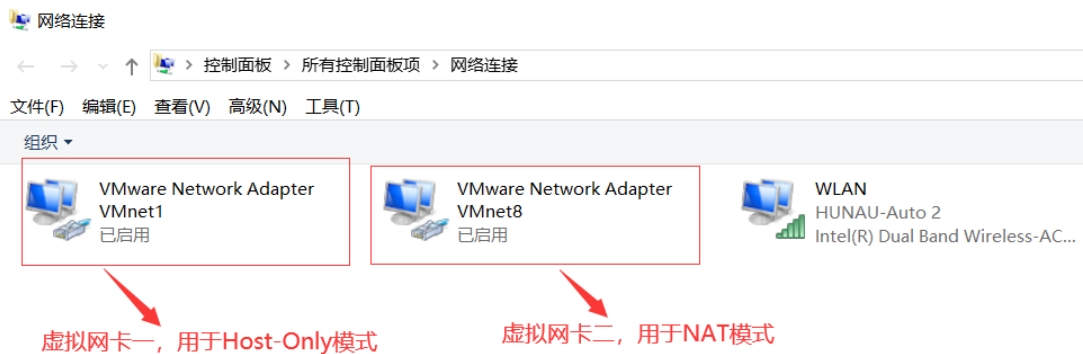 网络连接
控制面板 > 所有控制面板项 > 网络连接
文件(F) 编辑(E) 查看(V) 高级(N) 工具(T)
组织
VMware Network Adapter
VMnet1
已启用
VMware Network Adapter
VMnet8
已启用
WLAN
HUNAU-Auto 2
Intel(R) Dual Band Wireless-AC...
虚拟网卡一，用于Host-Only模式
虚拟网卡二，用于NAT模式